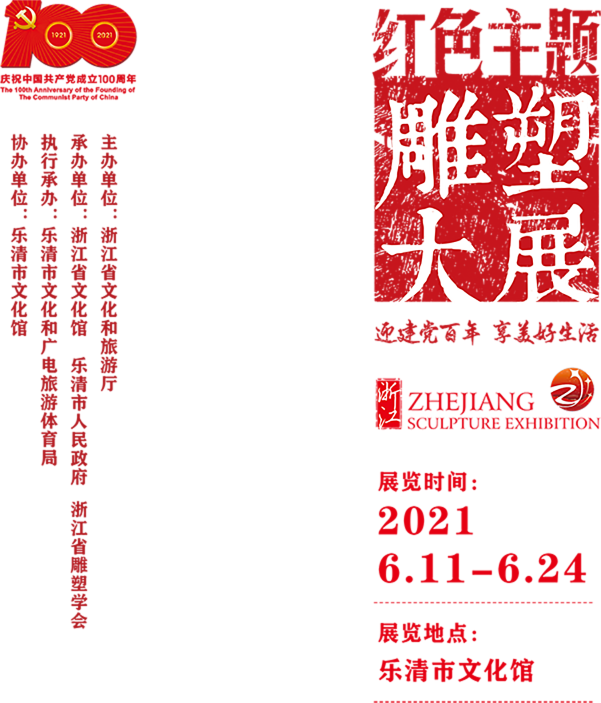 1921
2021
庆祝中国共产党成立100周年
The 100th Anniversary of the Founding of
The Communist Party of China
主办单位：浙江省文化和旅游厅
承办单位：浙江省文化馆 乐清市人民政府 浙江省雕塑学会
执行承办：乐清市文化和广电旅游体育局
协办单位：乐清市文化馆
红色主题
雕塑
大展
迎建党百年 享美好生活
浙江
ZHEJIANG
SCULPTURE EXHIBITION
展览时间：
2021
6.11-6.24
展览地点：
乐清市文化馆